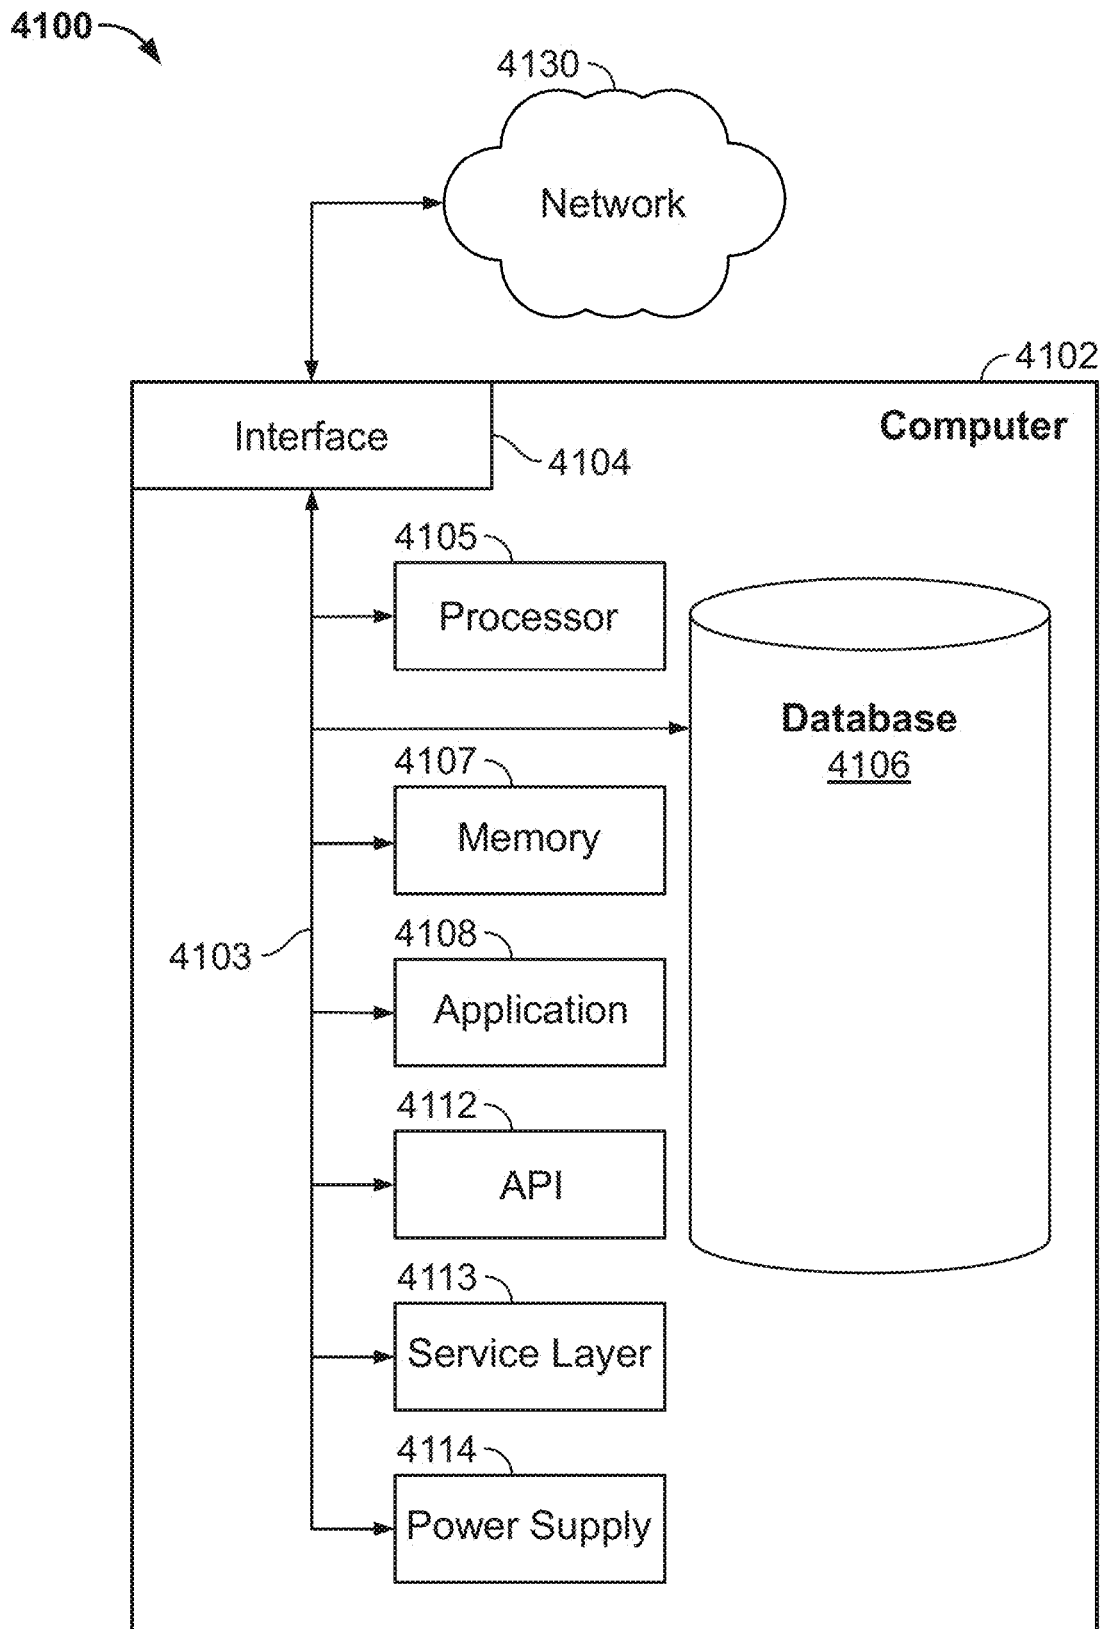 4100
4130
Network
4102
Interface
Computer
4104
4105
Processor
Database
4106
4107
Memory
4103
4108
Application
4112
API
4113
Service Layer
4114
Power Supply